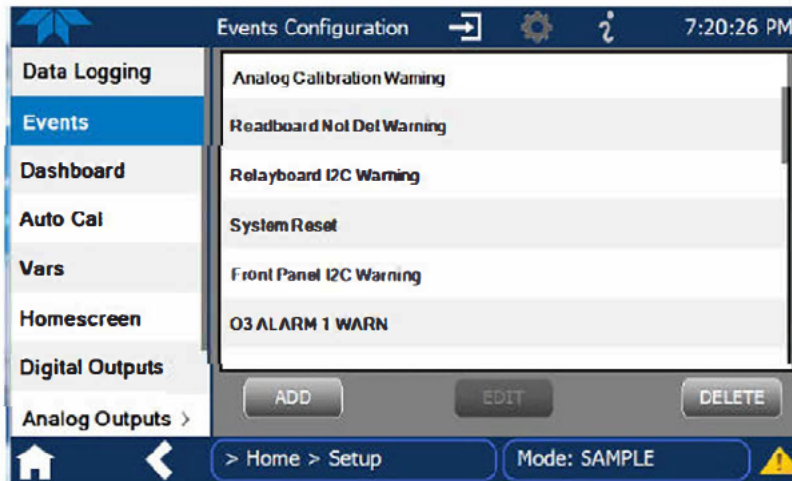 Events Configuration
7:20:26 PM
Data Logging
Events
Dashboard
Auto Cal
Vars
Homescreen
Digital Outputs
Analog Outputs >
Analog Calibration Warning
Readboard Not Det Warning
Relayboard I2C Warning
System Reset
Front Panel I2C Warning
O3 ALARM 1 WARN
ADD
EDIT
DELETE
> Home > Setup
Mode: SAMPLE